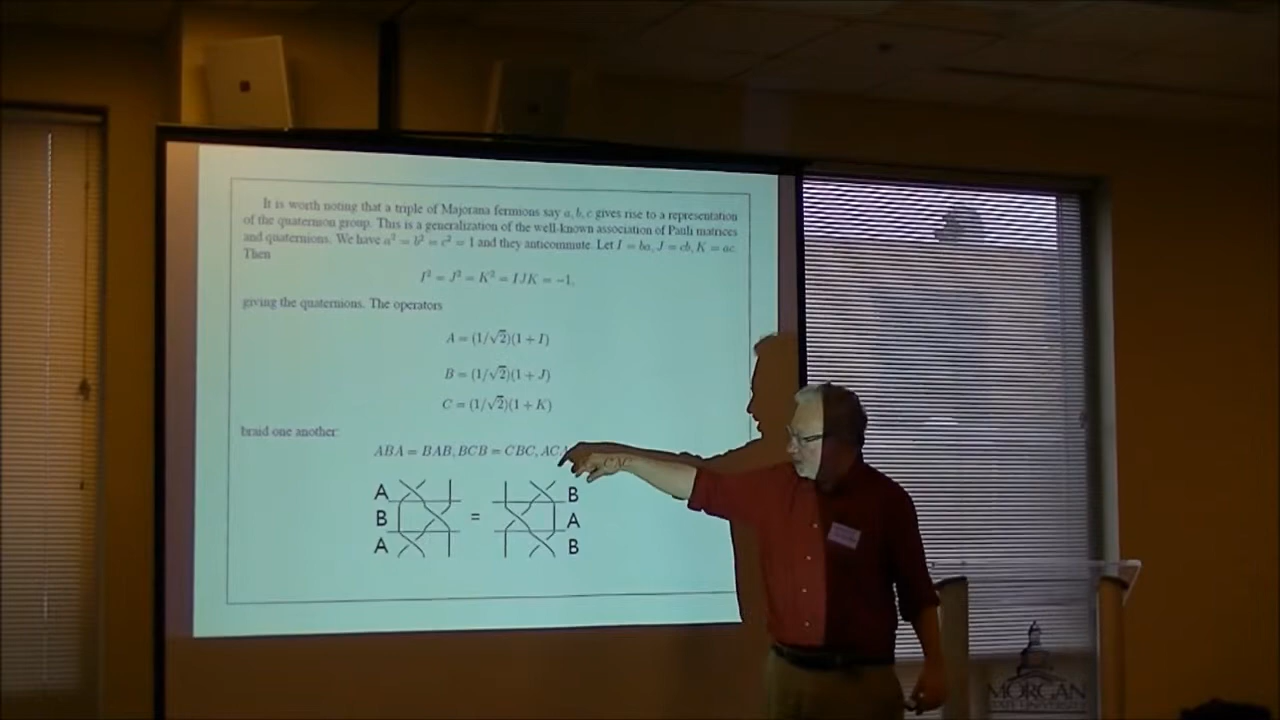 It is worth noting that a triple of Majorana fermions say a, b, c gives rise to a representation
of the quaternion group. This is a generalization of the well-known association of Pauli matrices
and quaternions. We have a² = b² = c² = 1 and they anticommute. Let I = ba, J = cb, K = ac.
Then
I² = J² = K² = IJK = −1,
giving the quaternions. The operators
A = (1/√2)(1 + I)
B = (1/√2)(1 + J)
C = (1/√2)(1 + K)
braid one another:
ABA = BAB, BCB = CBC, ACA CAC
A B
B = A
A B
MORGAN
STATE UNIVERSITY